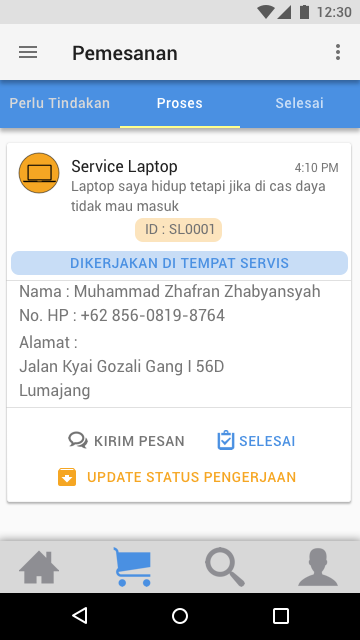 12:30
Pemesanan
Perlu Tindakan
Proses
Selesai
Service Laptop
4:10 PM
Laptop saya hidup tetapi jika di cas daya
tidak mau masuk
ID : SL0001
DIKERJAKAN DI TEMPAT SERVIS
Nama : Muhammad Zhafran Zhabyansyah
No. HP : +62 856-0819-8764
Alamat :
Jalan Kyai Gozali Gang I 56D
Lumajang
KIRIM PESAN
SELESAI
UPDATE STATUS PENGERJAAN